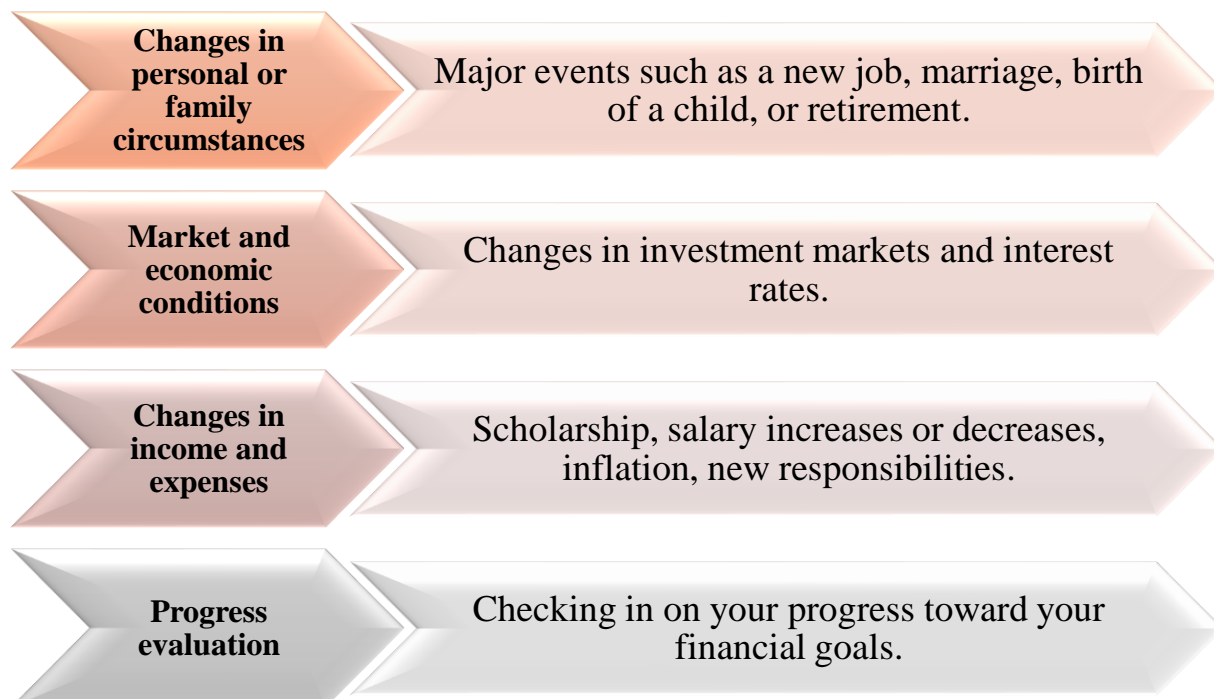 Changes in
personal or
family
circumstances
Major events such as a new job, marriage, birth
of a child, or retirement.
Market and
economic
conditions
Changes in investment markets and interest
rates.
Changes in
income and
expenses
Scholarship, salary increases or decreases,
inflation, new responsibilities.
Progress
evaluation
Checking in on your progress toward your
financial goals.